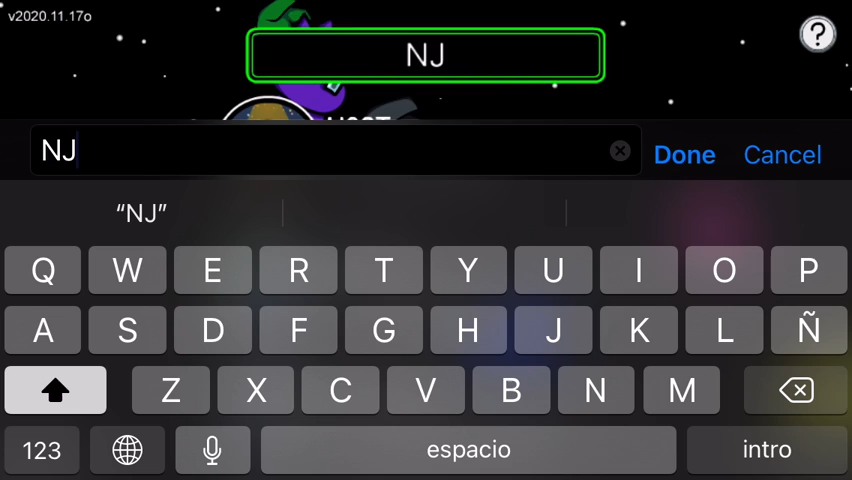 v2020.11.17o
NJ
?
NJ
Done
Cancel
“NJ”
Q W E R T Y U I O P
A S D F G H J K L Ñ
Z X C V B N M
123
espacio
intro